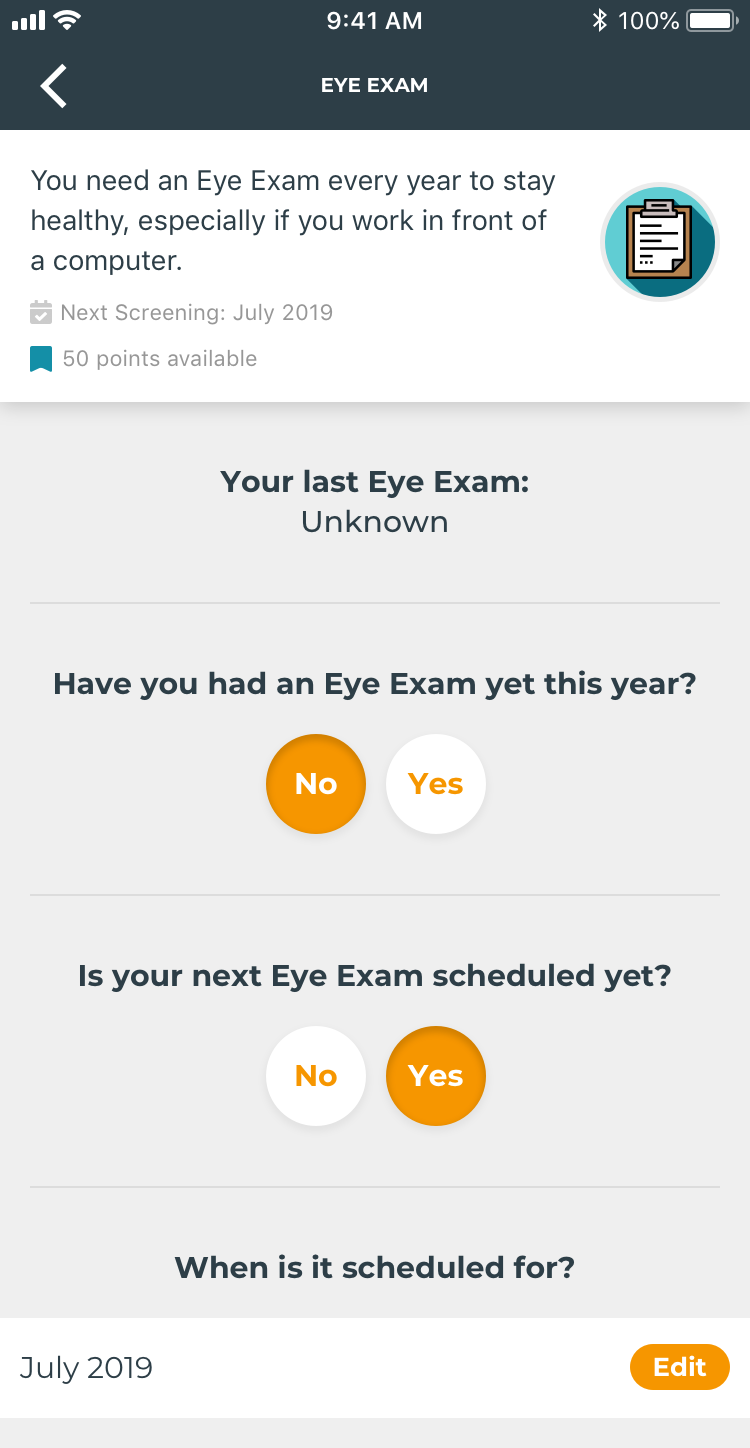 9:41 AM
100%
EYE EXAM
You need an Eye Exam every year to stay
healthy, especially if you work in front of
a computer.
Next Screening: July 2019
50 points available
Your last Eye Exam:
Unknown
Have you had an Eye Exam yet this year?
No Yes
Is your next Eye Exam scheduled yet?
No Yes
When is it scheduled for?
July 2019
Edit